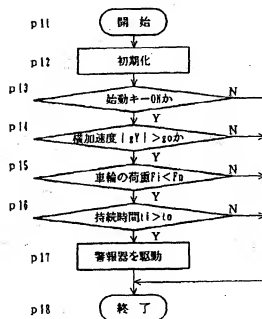 p11 開始
p12 初期化
p13 始動キーONか N
Y
p14 横加速度|gY|>goか N
Y
p15 車輪の荷重Fi<Fn N
Y
p16 持続時間ti>to N
Y
p17 警報器を駆動
p18 終了